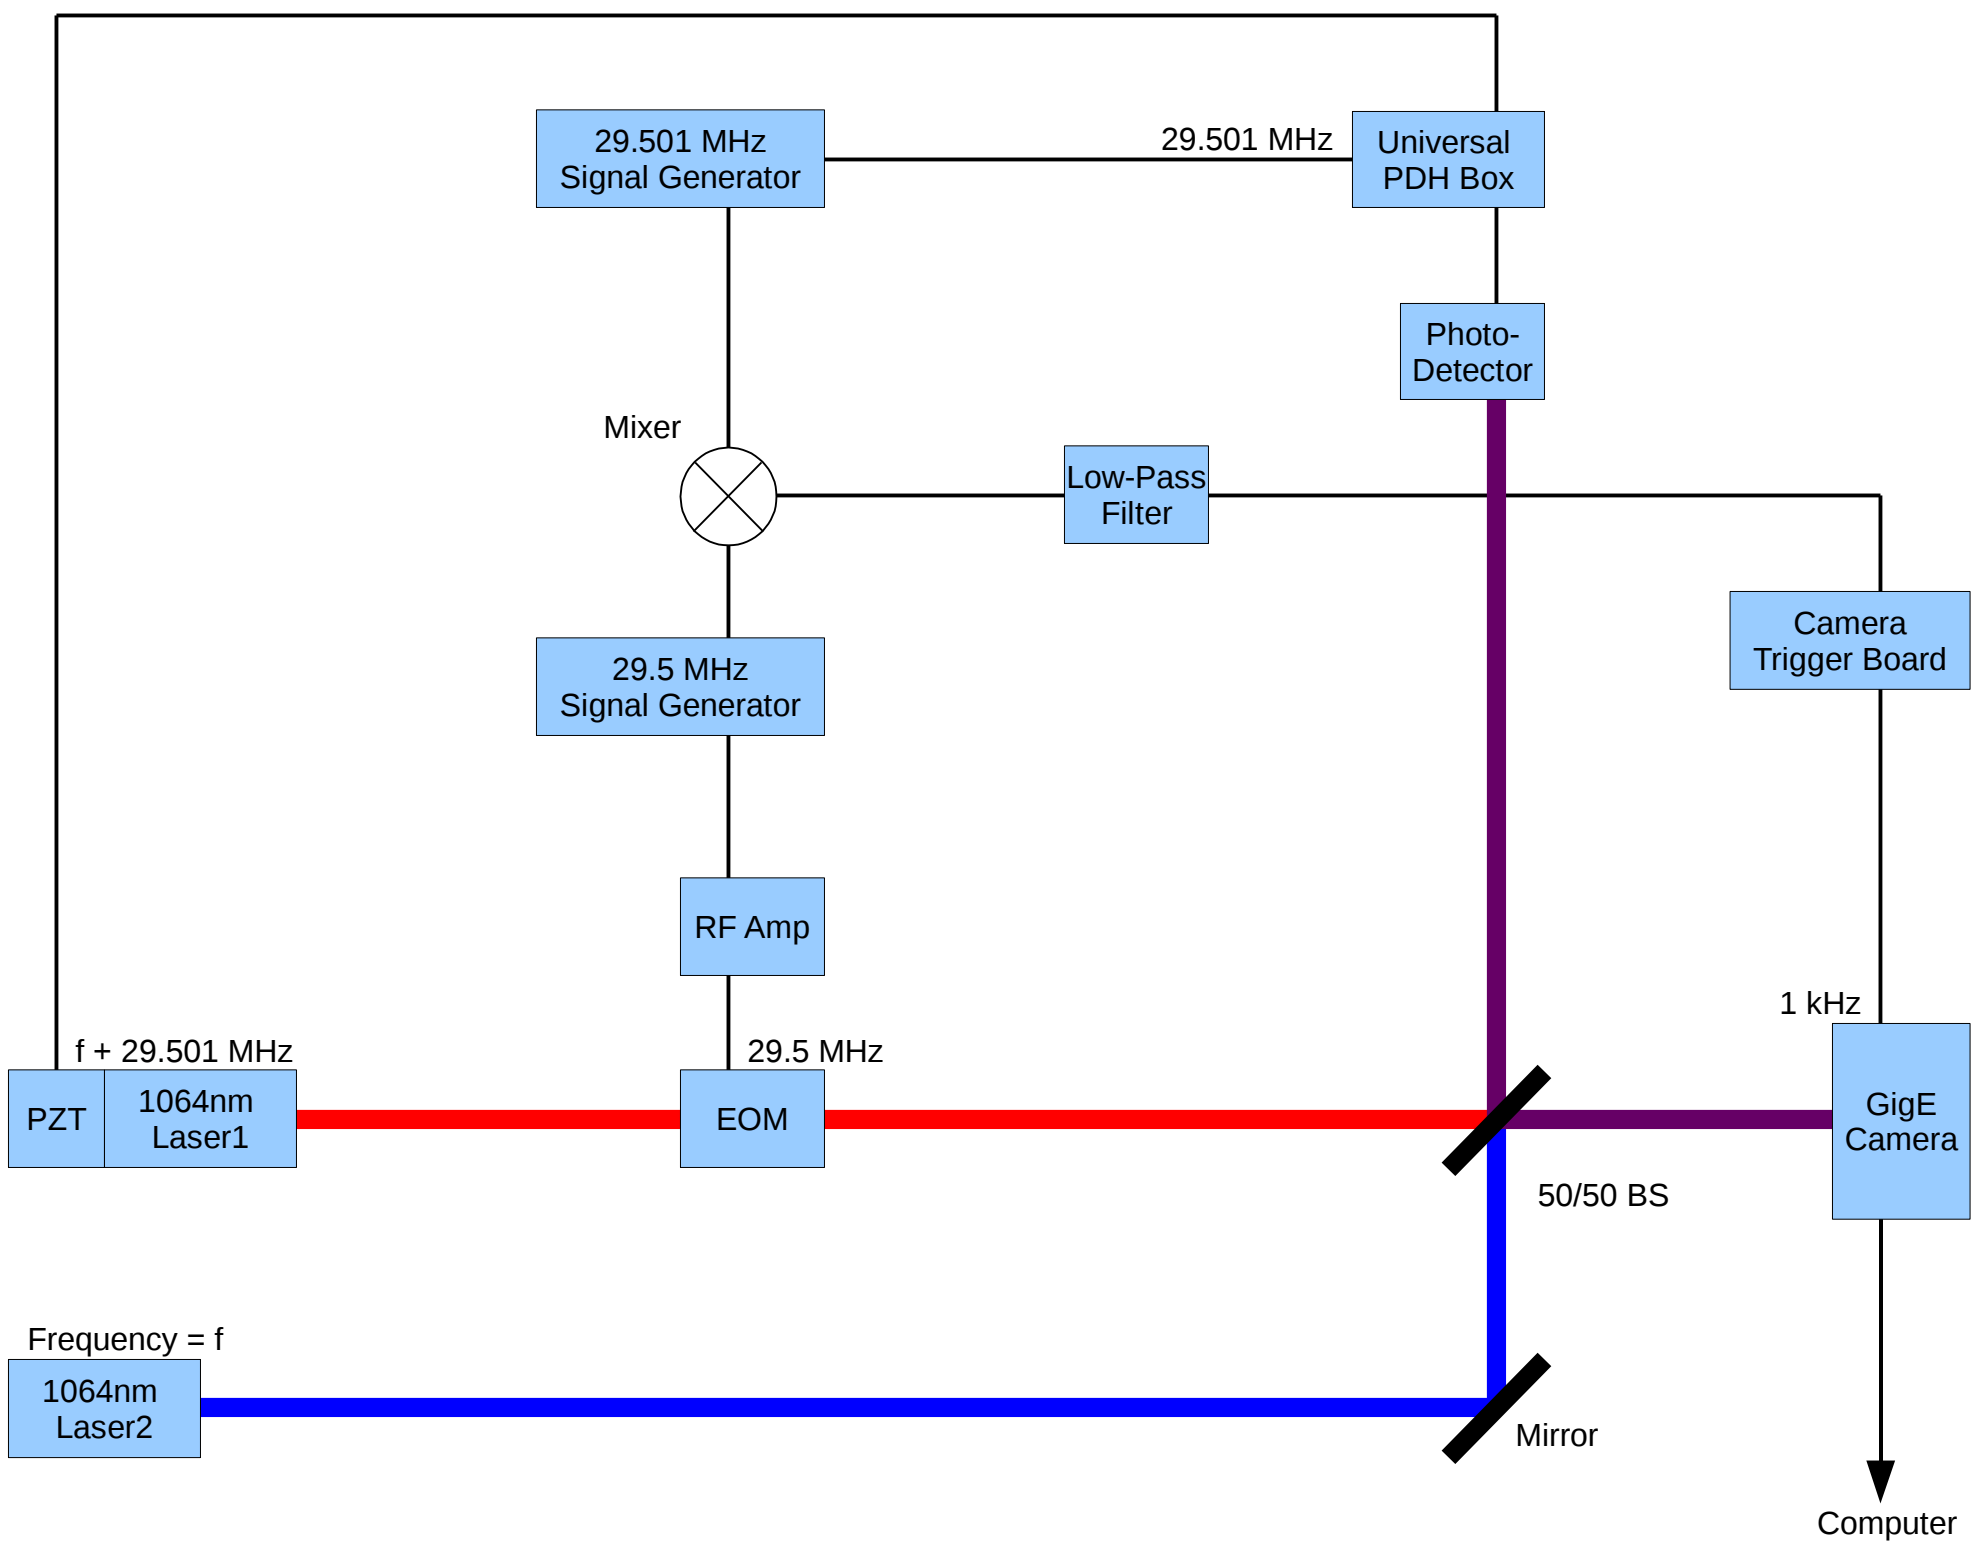 29.501 MHz
Signal Generator
29.501 MHz
Universal
PDH Box
Photo-
Detector
Mixer
Low-Pass
Filter
Camera
Trigger Board
29.5 MHz
Signal Generator
RF Amp
1 kHz
f + 29.501 MHz
29.5 MHz
PZT
1064nm
Laser1
EOM
GigE
Camera
50/50 BS
Frequency = f
1064nm
Laser2
Mirror
Computer